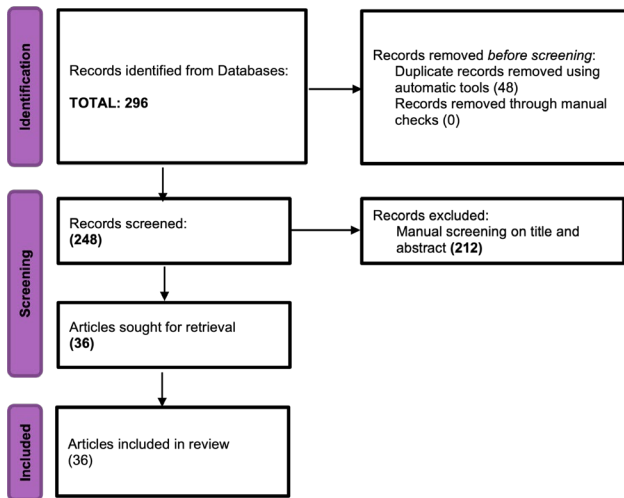 Identification
Records identified from Databases:
TOTAL: 296
Records removed before screening:
Duplicate records removed using
automatic tools (48)
Records removed through manual
checks (0)
Screening
Records screened:
(248)
Records excluded:
Manual screening on title and
abstract (212)
Articles sought for retrieval
(36)
Included
Articles included in review
(36)